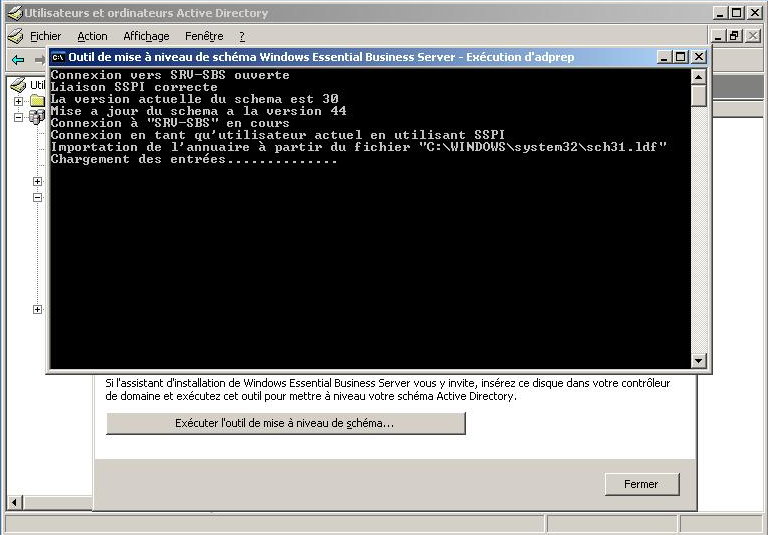 Utilisateurs et ordinateurs Active Directory
Fichier Action Affichage Fenêtre ?
Outil de mise à niveau de schéma Windows Essential Business Server - Exécution d'adprep
Util
Connexion vers SRV-SBS ouverte
Liaison SSPI correcte
La version actuelle du schema est 30
Mise a jour du schema a la version 44
Connexion à "SRV-SBS" en cours
Connexion en tant qu'utilisateur actuel en utilisant SSPI
Importation de l'annuaire à partir du fichier "C:\WINDOWS\system32\sch31.ldf"
Chargement des entrées..............
Si l'assistant d'installation de Windows Essential Business Server vous y invite, insérez ce disque dans votre contrôleur
de domaine et exécutez cet outil pour mettre à niveau votre schéma Active Directory.
Exécuter l'outil de mise à niveau de schéma...
Fermer